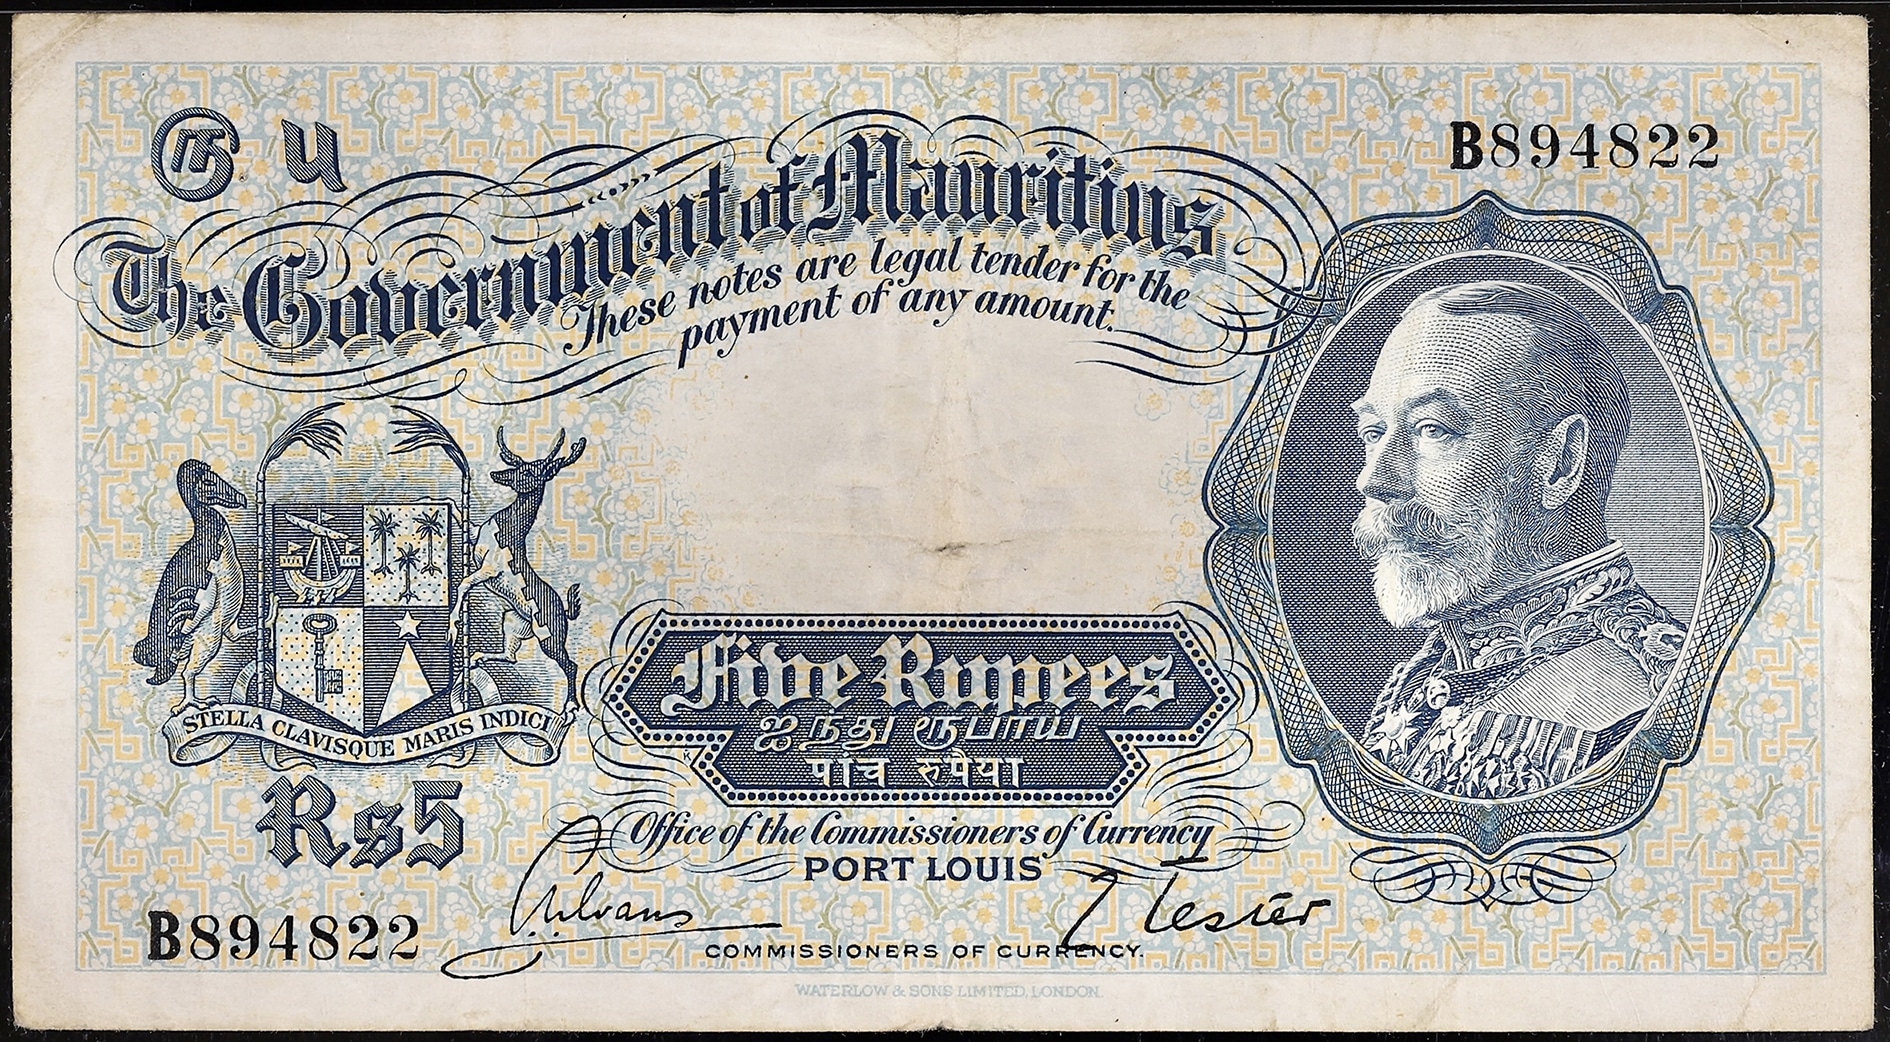 ௫ ५
B894822
The Government of Mauritius
These notes are legal tender for the
payment of any amount.
STELLA CLAVISQUE MARIS INDICI
Rs5
Five Rupees
ஐந்து ரூபாய்
पांच रुपेया
Office of the Commissioners of Currency
PORT LOUIS
Lester
B894822
COMMISSIONERS OF CURRENCY.
WATERLOW & SONS LIMITED, LONDON.